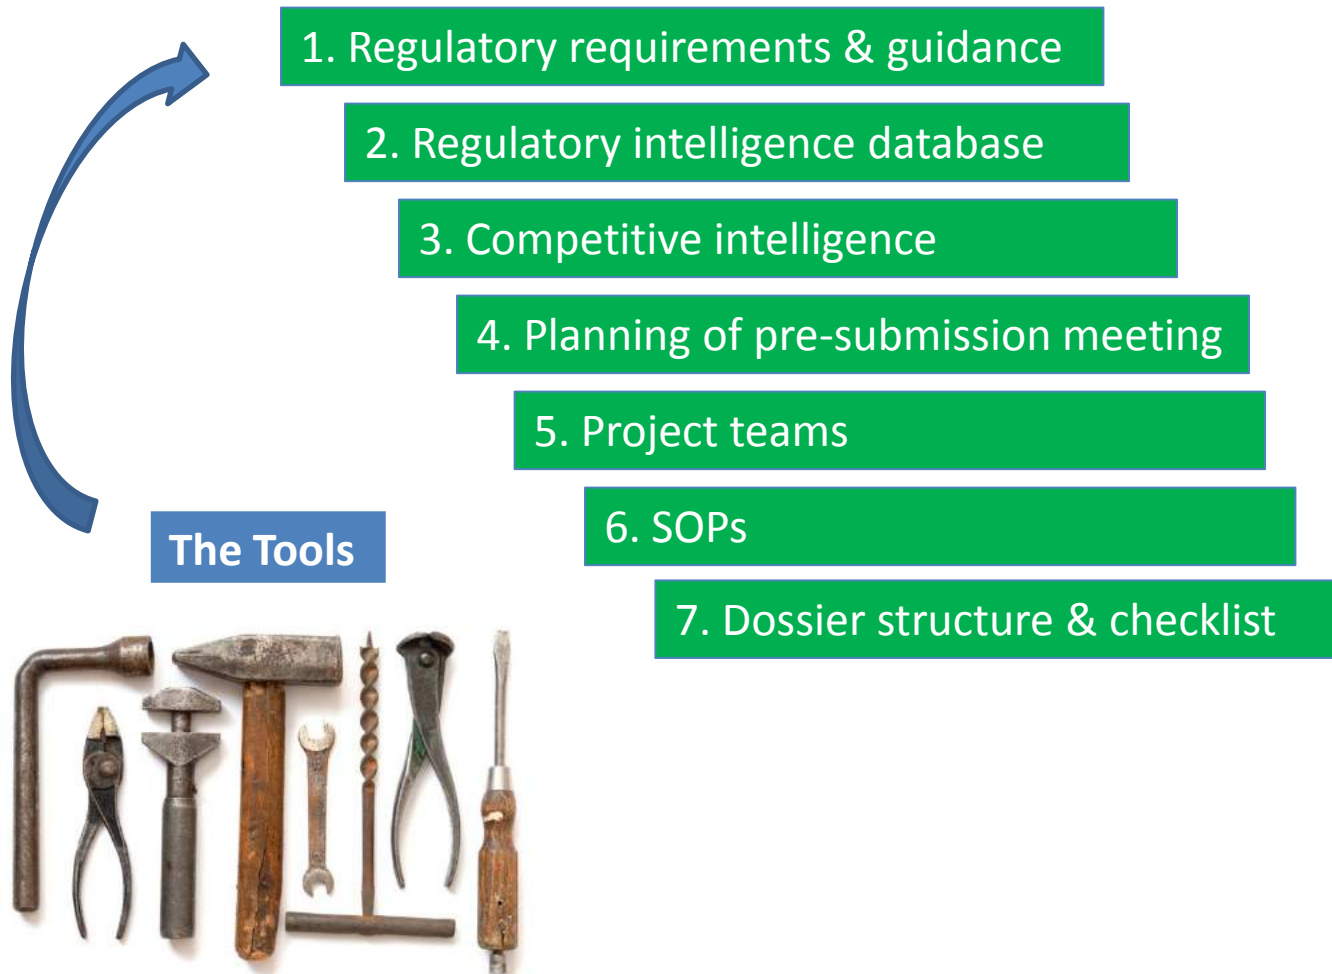 1. Regulatory requirements & guidance
2. Regulatory intelligence database
3. Competitive intelligence
4. Planning of pre-submission meeting
5. Project teams
6. SOPs
The Tools
7. Dossier structure & checklist